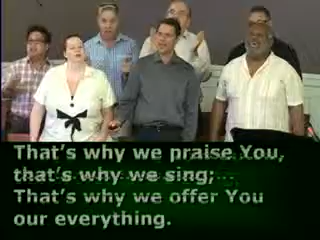 That's why we praise You,
that's why we sing;
That's why we offer You
our everything.